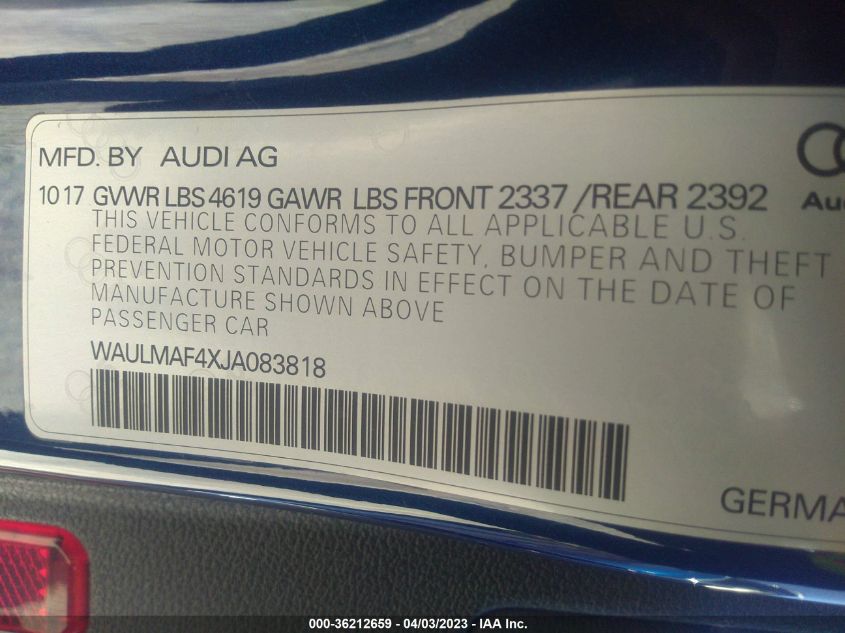 MFD. BY AUDI AG
10 17 GVWR LBS 4619 GAWR LBS FRONT 2337 /REAR 2392
THIS VEHICLE CONFORMS TO ALL APPLICABLE U.S.
FEDERAL MOTOR VEHICLE SAFETY, BUMPER AND THEFT
PREVENTION STANDARDS IN EFFECT ON THE DATE OF
MANUFACTURE SHOWN ABOVE
PASSENGER CAR
WAULMAF4XJA083818
000-36212659 - 04/03/2023 - IAA Inc.